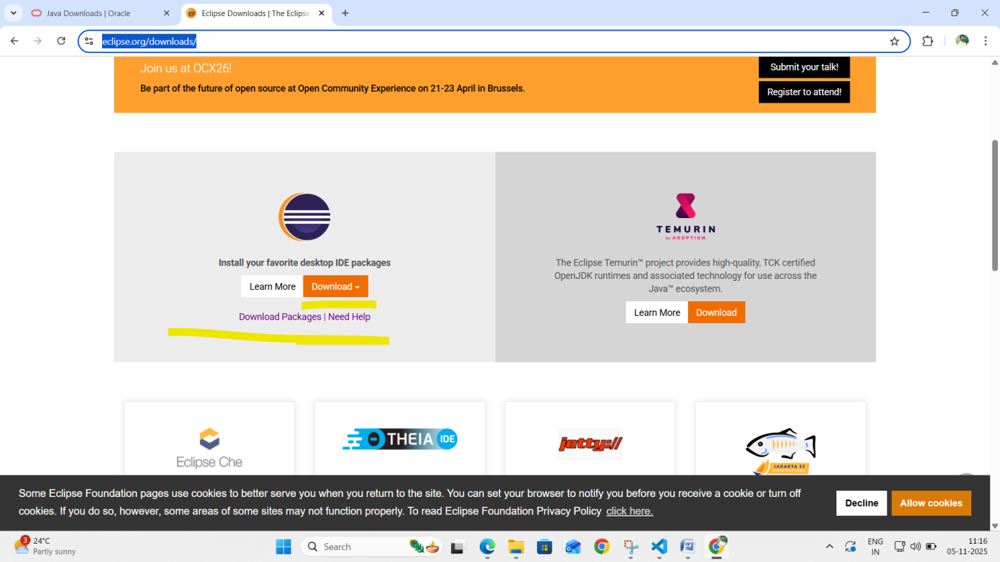 Java Downloads | Oracle
Eclipse Downloads | The Eclipse
eclipse.org/downloads/
Join us at OCX26!
Be part of the future of open source at Open Community Experience on 21-23 April in Brussels.
Submit your talk!
Register to attend!
Install your favorite desktop IDE packages
Learn More
Download
Download Packages | Need Help
TEMURIN
by ADOPTIUM
The Eclipse Temurin™ project provides high-quality, TCK certified
OpenJDK runtimes and associated technology for use across the
Java™ ecosystem.
Learn More
Download
Eclipse Che
THEIA IDE
jetty://
JAKARTA EE
COMPATIBLE
Some Eclipse Foundation pages use cookies to better serve you when you return to the site. You can set your browser to notify you before you receive a cookie or turn off
cookies. If you do so, however, some areas of some sites may not function properly. To read Eclipse Foundation Privacy Policy click here.
Decline
Allow cookies
3
24°C
Partly sunny
Search
ENG
IN
11:16
05-11-2025